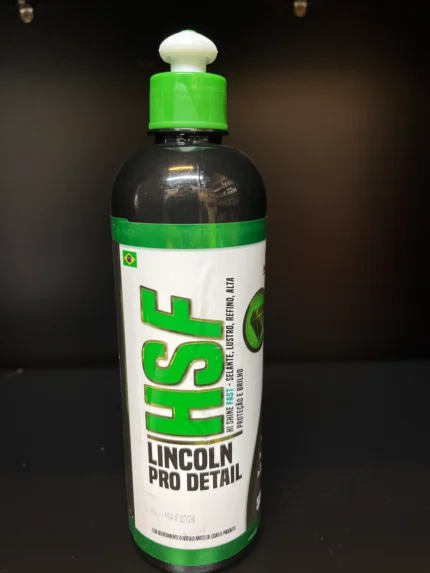 HSF
HI SHINE FAST - SELANTE, LUSTRO, REFINO, ALTA
PROTEÇÃO E BRILHO
LINCOLN
PRO DETAIL